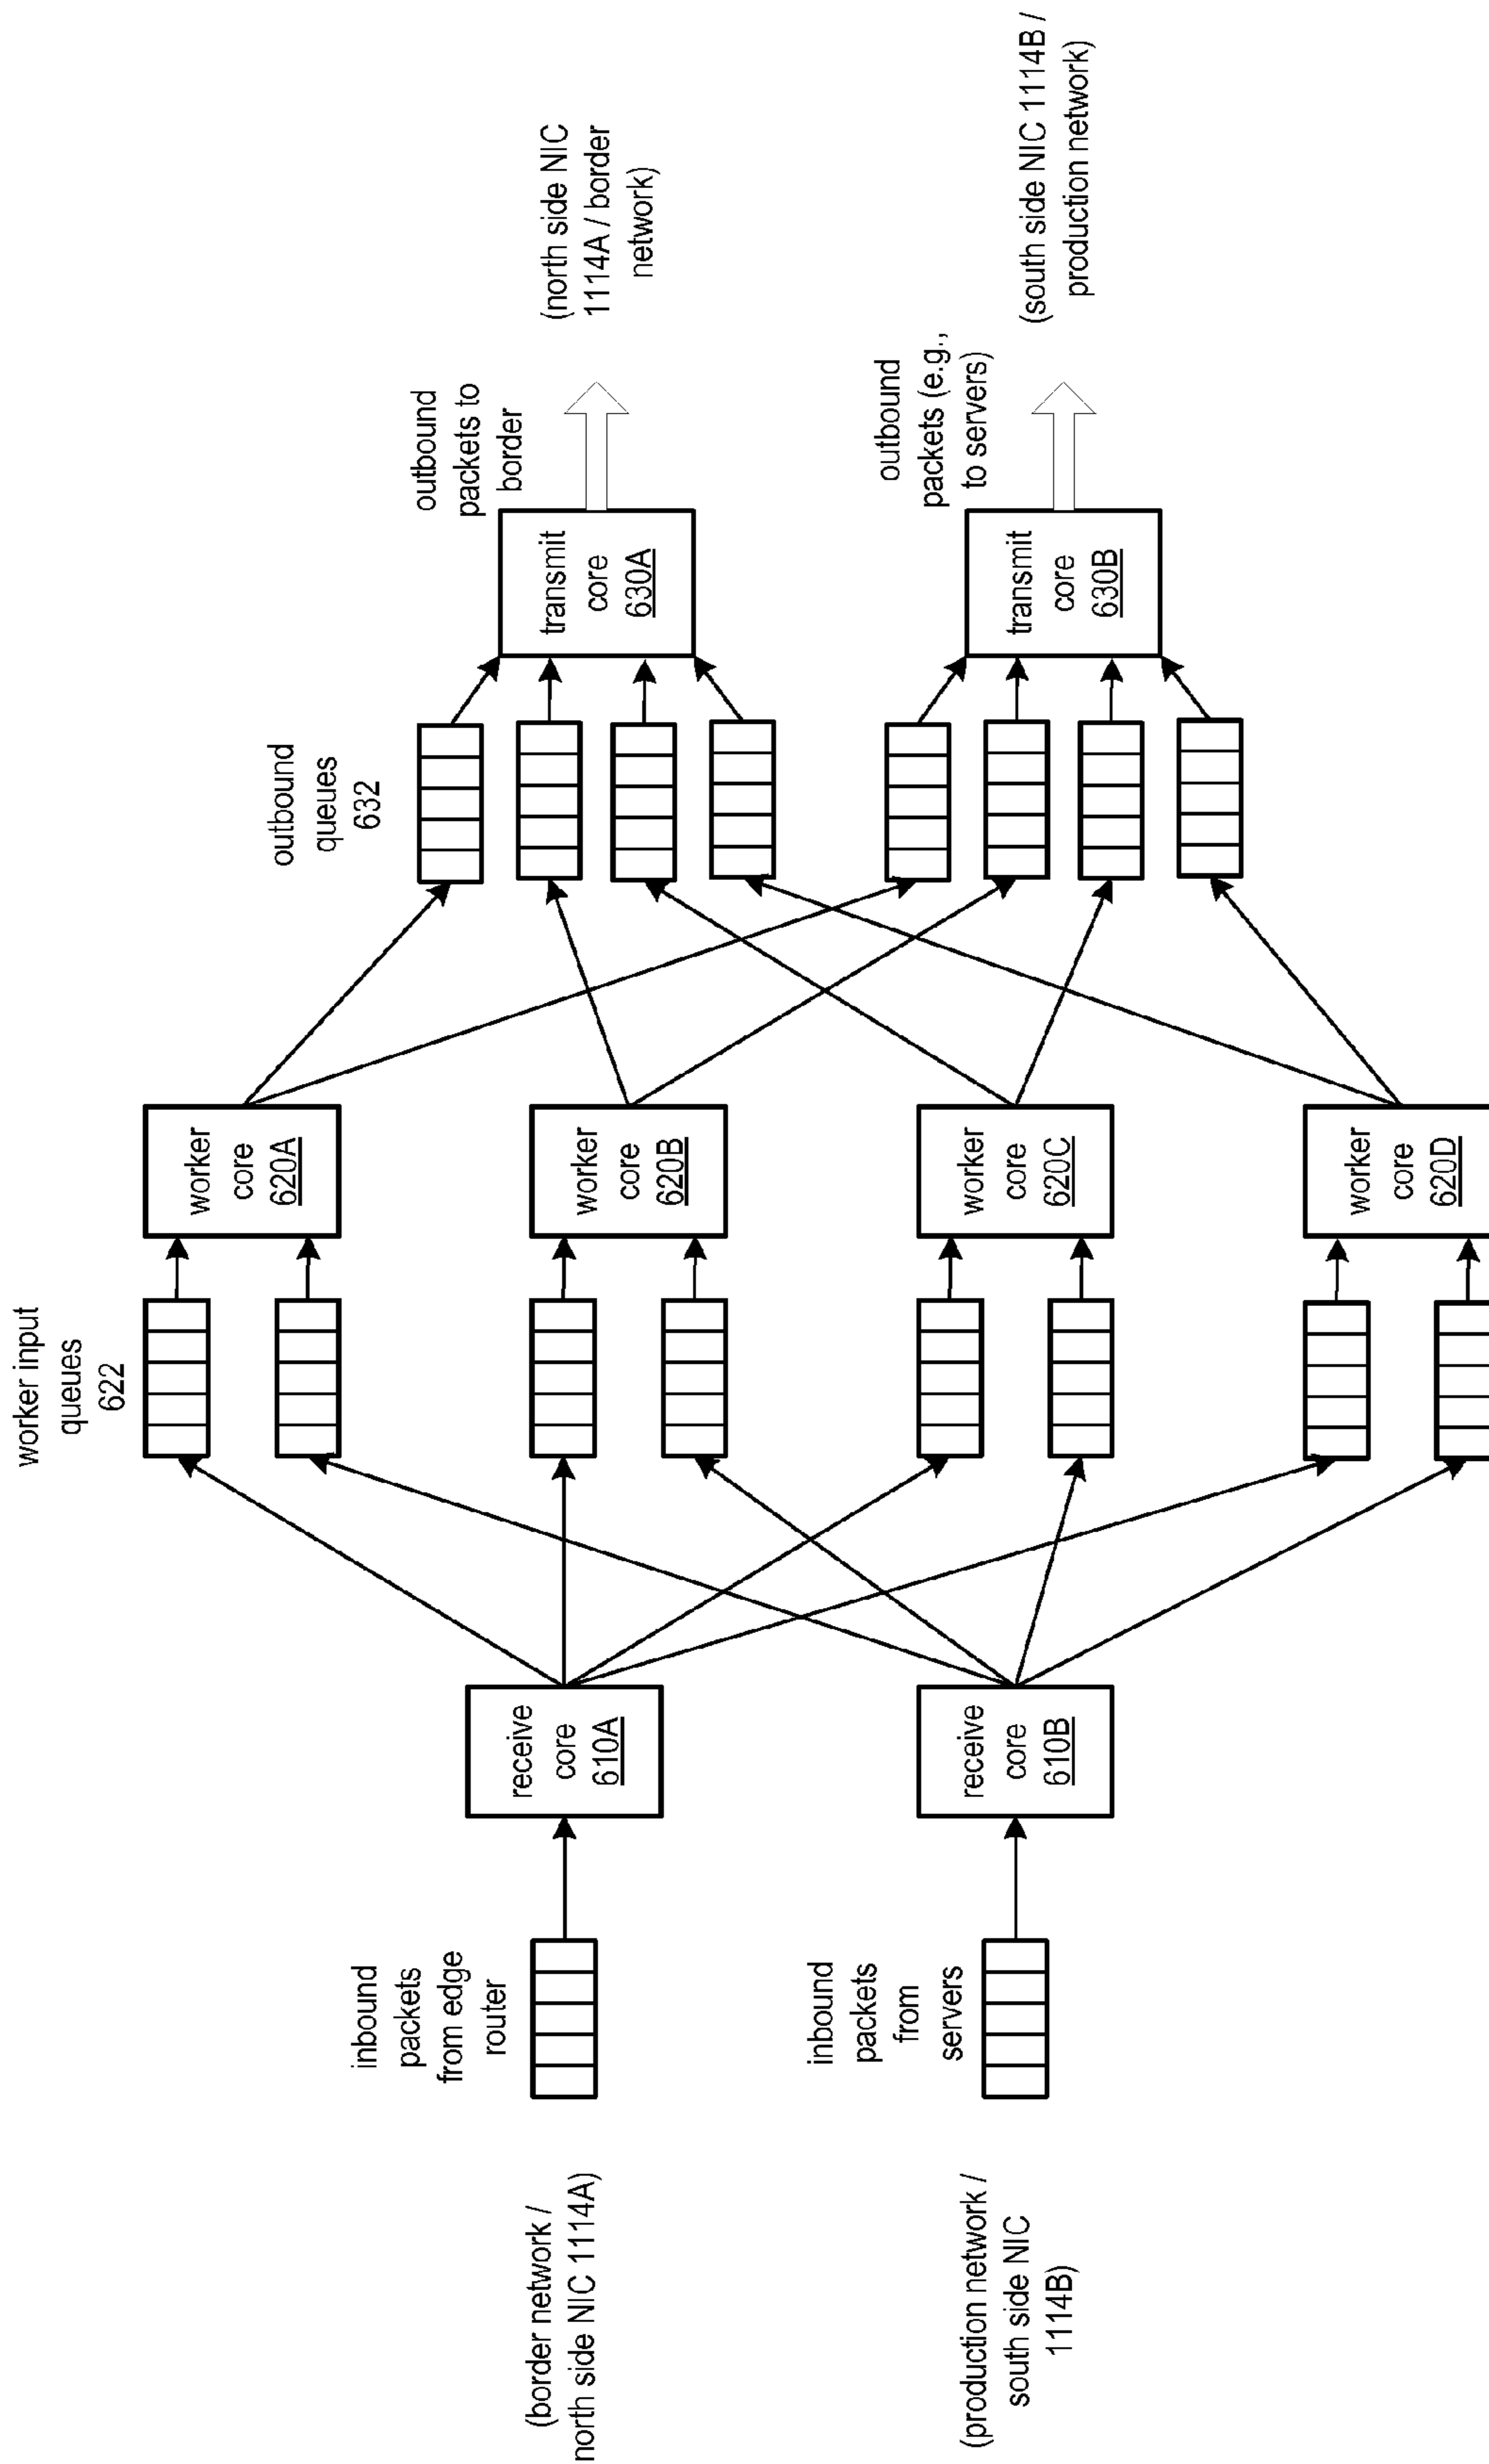 worker input
queues
622
outbound
queues
632
inbound
packets
from edge
router
(border network /
north side NIC 1114A)
receive
core
610A
worker
core
620A
worker
core
620B
transmit
core
630A
outbound
packets to
border
(north side NIC
1114A / border
network)
inbound
packets
from
servers
(production network /
south side NIC
1114B)
receive
core
610B
worker
core
620C
worker
core
620D
transmit
core
630B
outbound
packets (e.g.,
to servers)
(south side NIC 1114B /
production network)